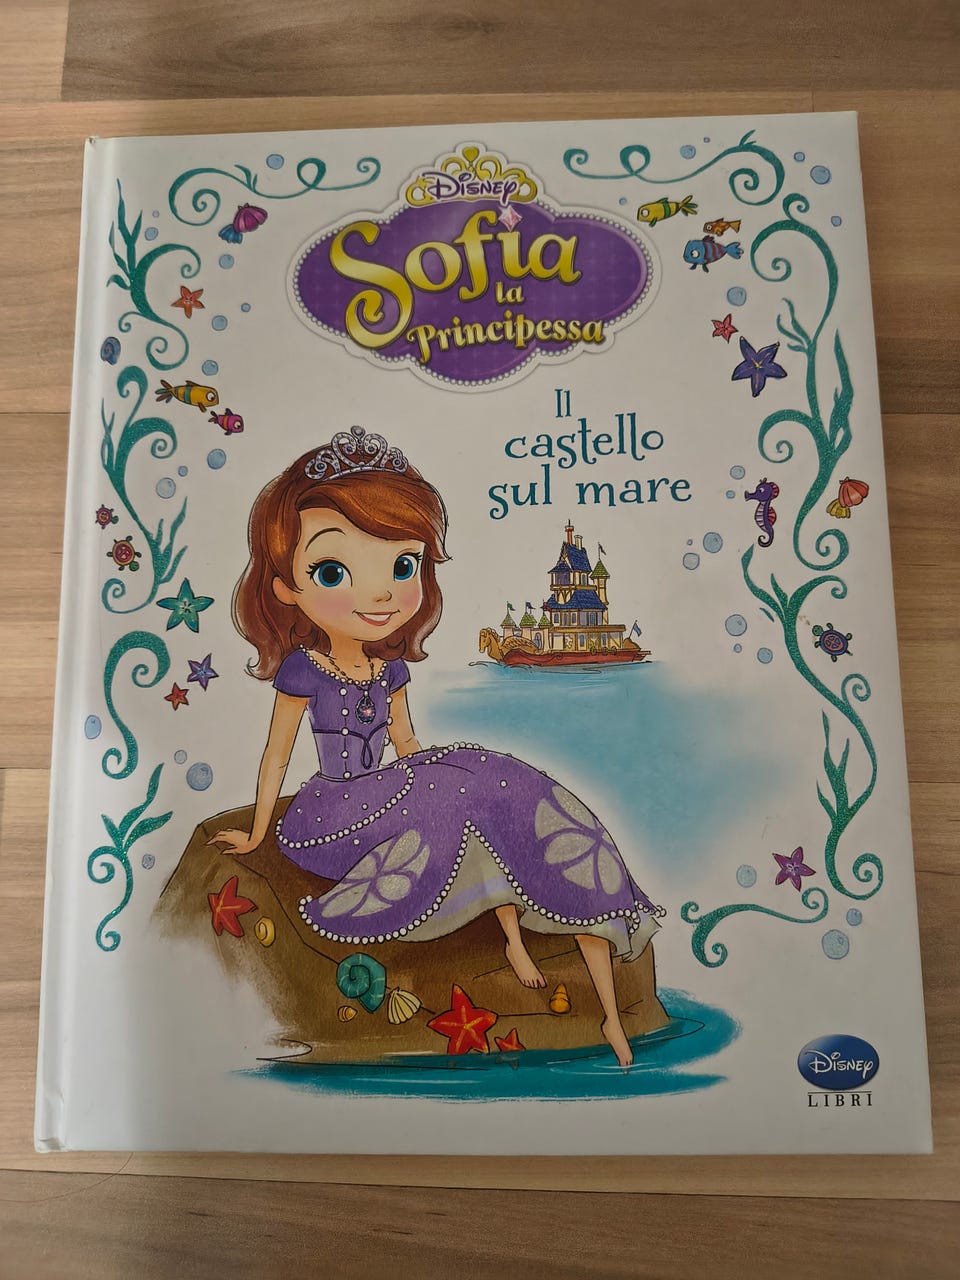 Disney
Sofia
la
Principessa
Il
castello
sul mare
Disney
LIBRI